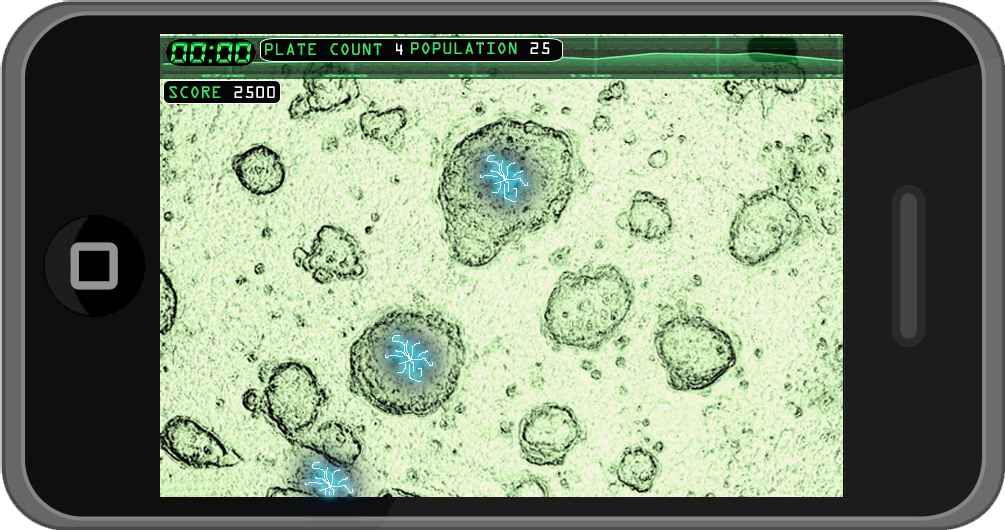 00:00 PLATE COUNT 4 POPULATION 25
SCORE 2500